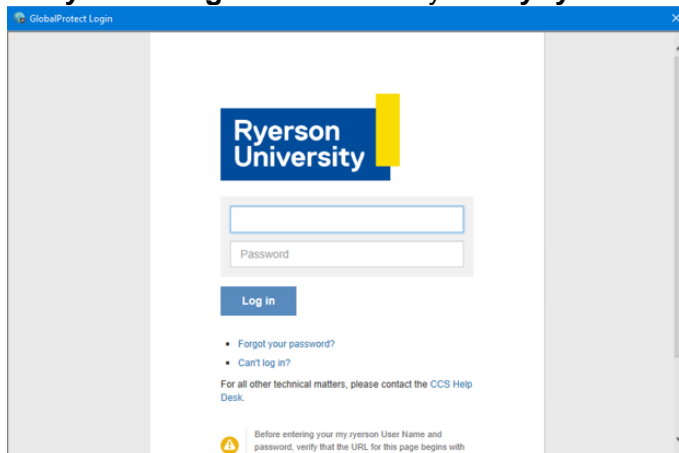 GlobalProtect Login
Ryerson
University
Password
Log in
Forgot your password?
Can't log in?
For all other technical matters, please contact the CCS Help
Desk.
Before entering your my.ryerson User Name and
password, verify that the URL for this page begins with